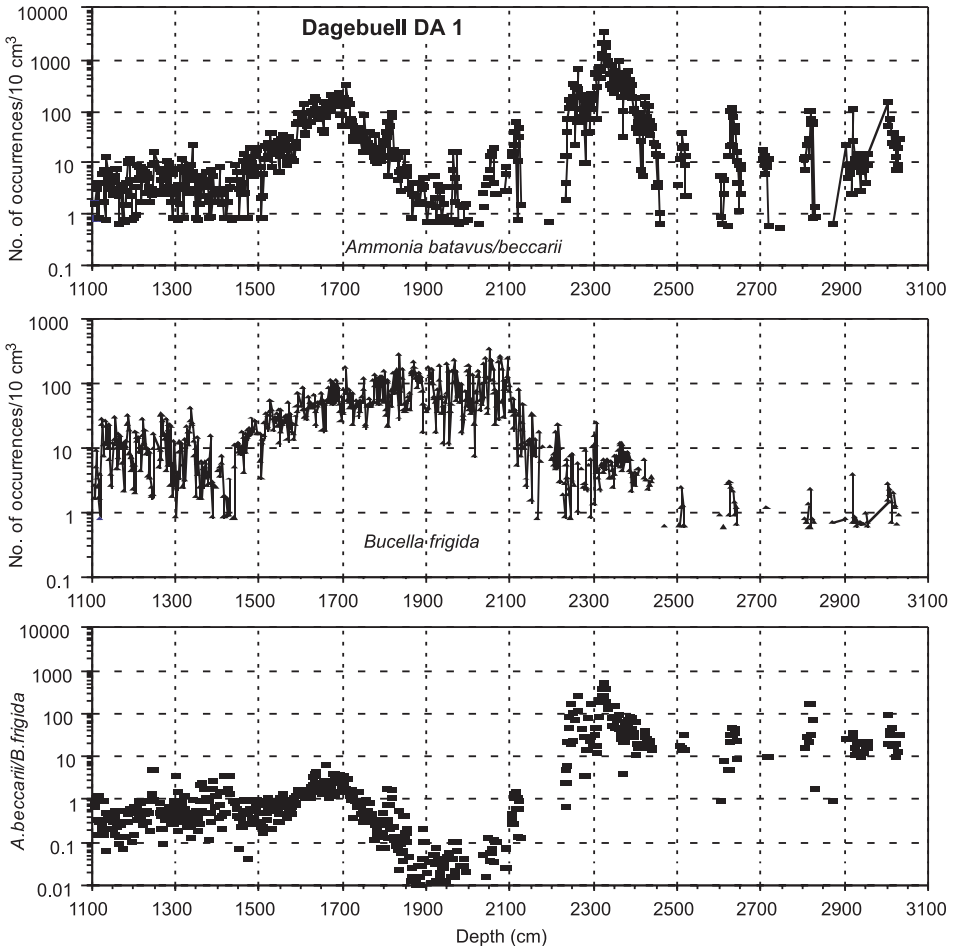 Dagebuell DA 1
10000
1000
100
10
1
0.1
No. of occurrences/10 cm³
Ammonia batavus/beccarii
1100 1300 1500 1700 1900 2100 2300 2500 2700 2900 3100
1000
100
10
1
0.1
No. of occurrences/10 cm³
Bucella frigida
1100 1300 1500 1700 1900 2100 2300 2500 2700 2900 3100
10000
1000
100
10
1
0.1
0.01
A.beccarii/B.frigida
1100 1300 1500 1700 1900 2100 2300 2500 2700 2900 3100
Depth (cm)